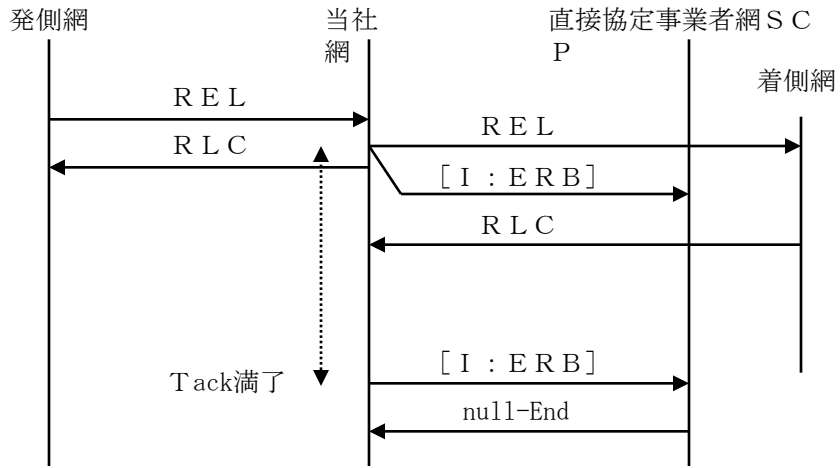 発側網
当社
網
直接協定事業者網ＳＣ
Ｐ
着側網
ＲＥＬ
ＲＥＬ
ＲＬＣ
［Ｉ：ＥＲＢ］
ＲＬＣ
［Ｉ：ＥＲＢ］
Ｔack満了
null-End